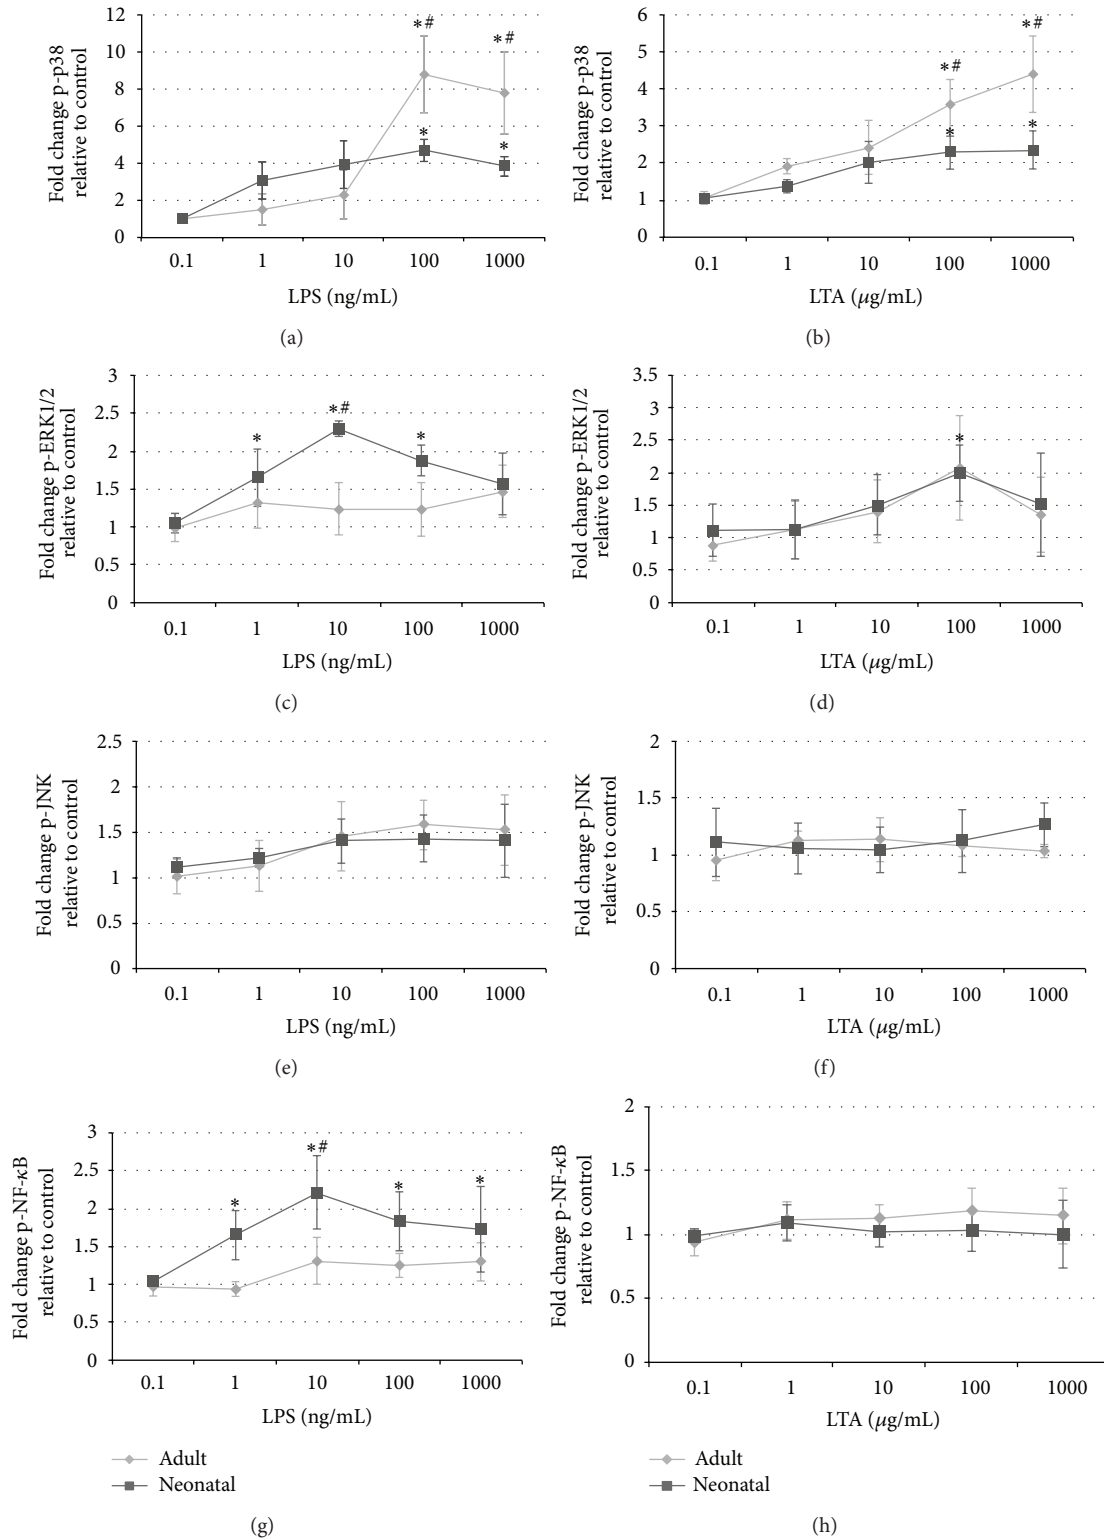 Fold change p-p38
relative to control
12
10
8
6
4
2
0
*#
*#
*
*
0.1 1 10 100 1000
LPS (ng/mL)
(a)
Fold change p-p38
relative to control
6
5
4
3
2
1
0
*#
*#
*
*
0.1 1 10 100 1000
LTA (μg/mL)
(b)
Fold change p-ERK1/2
relative to control
3
2.5
2
1.5
1
0.5
0
*
*#
*
0.1 1 10 100 1000
LPS (ng/mL)
(c)
Fold change p-ERK1/2
relative to control
3.5
3
2.5
2
1.5
1
0.5
0
*
0.1 1 10 100 1000
LTA (μg/mL)
(d)
Fold change p-JNK
relative to control
2.5
2
1.5
1
0.5
0
0.1 1 10 100 1000
LPS (ng/mL)
(e)
Fold change p-JNK
relative to control
2
1.5
1
0.5
0
0.1 1 10 100 1000
LTA (μg/mL)
(f)
Fold change p-NF-κB
relative to control
3
2.5
2
1.5
1
0.5
0
*
*#
*
*
0.1 1 10 100 1000
LPS (ng/mL)
Adult
Neonatal
(g)
Fold change p-NF-κB
relative to control
2
1.5
1
0.5
0
0.1 1 10 100 1000
LTA (μg/mL)
Adult
Neonatal
(h)